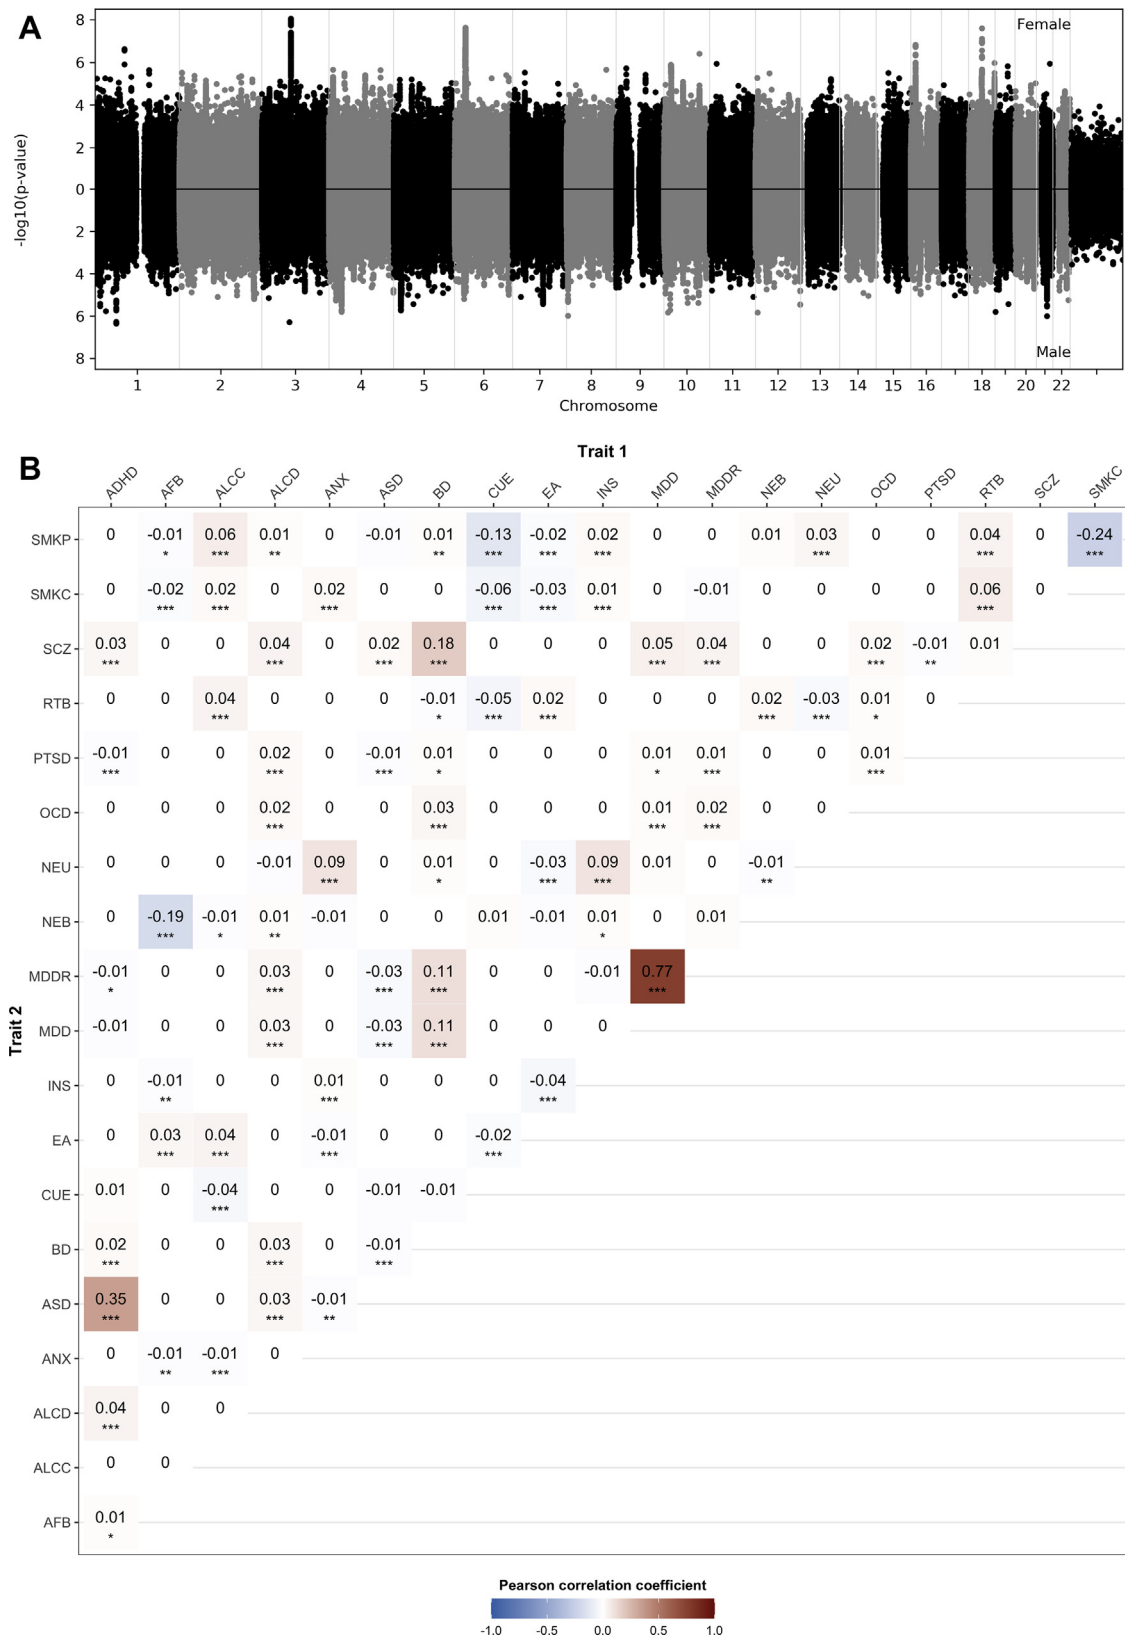 A
8
Female
6
4
2
0
2
4
6
8
Male
-log10(p-value)
1 2 3 4 5 6 7 8 9 10 11 12 13 14 15 16 18 20 22
Chromosome
B
Trait 1
ADHD AFB ALCC ALCD ANX ASD BD CUE EA INS MDD MDDR NEB NEU OCD PTSD RTB SCZ SMKC
SMKP 0 -0.01 0.06 0.01 0 -0.01 0.01 -0.13 -0.02 0.02 0 0 0.01 0.03 0 0 0.04 0 -0.24
* *** ** ** *** *** *** *** *** ***
SMKC 0 -0.02 0.02 0 0.02 0 0 -0.06 -0.03 0.01 0 -0.01 0 0 0 0 0.06 0
*** *** *** *** *** *** ***
SCZ 0.03 0 0 0.04 0.02 0.18 0 0 0 0.05 0.04 0 0 0.02 -0.01 0.01
*** *** *** *** *** *** *** **
RTB 0 0 0.04 0 0 0 -0.01 -0.05 0.02 0 0 0 0.02 -0.03 0.01 0
*** * *** *** *** *** *
PTSD -0.01 0 0 0.02 0 -0.01 0.01 0 0 0 0.01 0.01 0 0 0.01
*** *** *** * * *** ***
OCD 0 0 0 0.02 0 0 0.03 0 0 0 0.01 0.02 0 0
*** *** *** ***
NEU 0 0 0 -0.01 0.09 0 0.01 0 -0.03 0.09 0.01 0 -0.01
*** * *** *** **
NEB 0 -0.19 -0.01 0.01 -0.01 0 0 0.01 -0.01 0.01 0 0.01
*** * ** *
MDDR -0.01 0 0 0.03 0 -0.03 0.11 0 0 -0.01 0.77
* *** *** *** ***
MDD -0.01 0 0 0.03 0 -0.03 0.11 0 0 0
*** *** ***
INS 0 -0.01 0 0 0.01 0 0 0 -0.04
** *** ***
EA 0 0.03 0.04 0 -0.01 0 0 -0.02
*** *** *** ***
CUE 0.01 0 -0.04 0 0 -0.01 -0.01
***
BD 0.02 0 0 0.03 0 -0.01
*** *** ***
ASD 0.35 0 0 0.03 -0.01
*** *** **
ANX 0 -0.01 -0.01 0
** ***
ALCD 0.04 0 0
***
ALCC 0 0
AFB 0.01
*
Trait 2
Pearson correlation coefficient
-1.0 -0.5 0.0 0.5 1.0